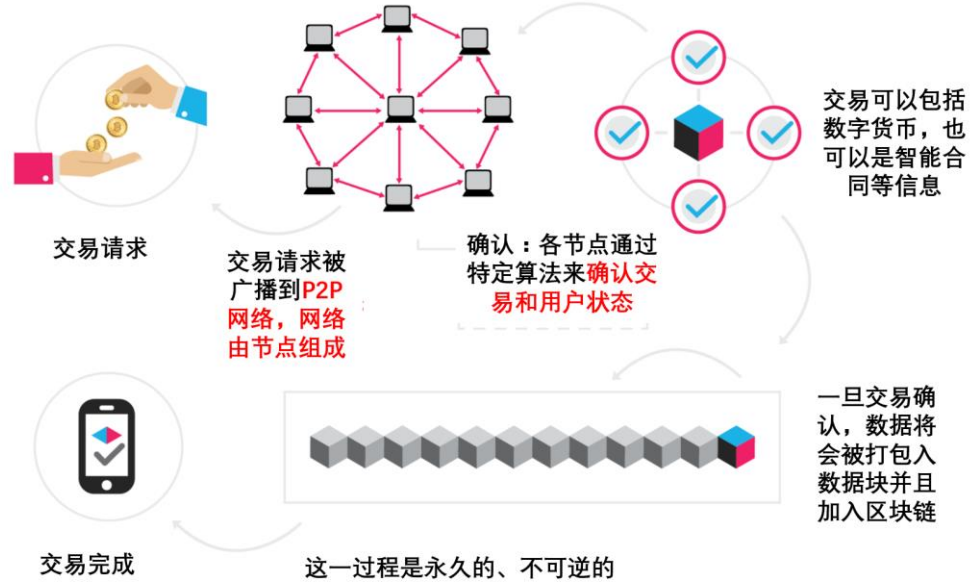 交易请求
交易请求被
广播到P2P
网络，网络
由节点组成
确认：各节点通过
特定算法来确认交
易和用户状态
交易可以包括
数字货币，也
可以是智能合
同等信息
一旦交易确
认，数据将
会被打包入
数据块并且
加入区块链
这一过程是永久的、不可逆的
交易完成